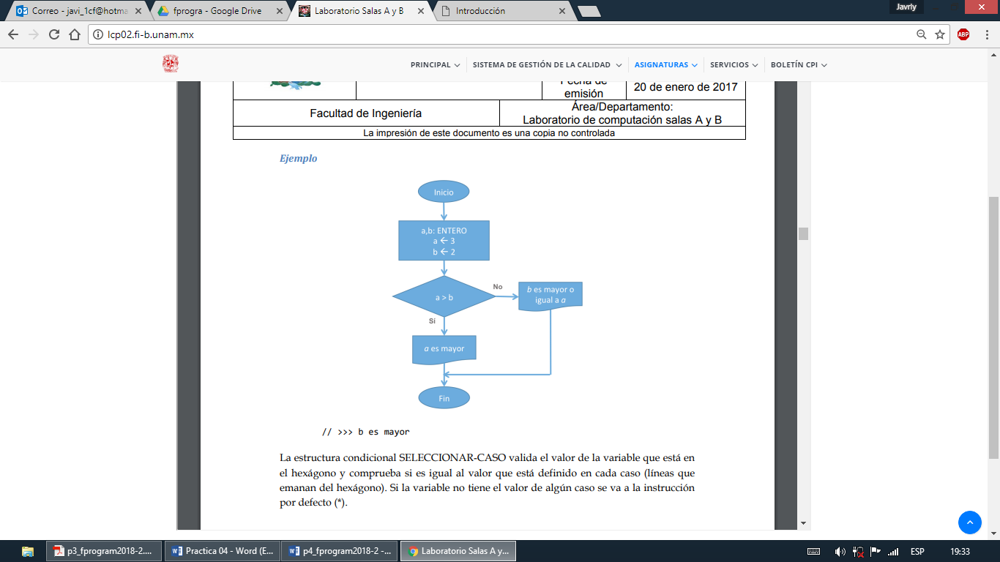 Correo - javi_1cf@hotma
fprogra - Google Drive
Laboratorio Salas A y B
Introducción
Javrly
lcp02.fi-b.unam.mx
ABP
PRINCIPAL
SISTEMA DE GESTIÓN DE LA CALIDAD
ASIGNATURAS
SERVICIOS
BOLETÍN CPI
Fecha de
emisión
20 de enero de 2017
Facultad de Ingeniería
Área/Departamento:
Laboratorio de computación salas A y B
La impresión de este documento es una copia no controlada
Ejemplo
Inicio
a,b: ENTERO
a ← 3
b ← 2
a > b
No
b es mayor o
igual a a
Si
a es mayor
Fin
// >>> b es mayor
La estructura condicional SELECCIONAR-CASO valida el valor de la variable que está en
el hexágono y comprueba si es igual al valor que está definido en cada caso (líneas que
emanan del hexágono). Si la variable no tiene el valor de algún caso se va a la instrucción
por defecto (*).
p3_fprogram2018-2....
Practica 04 - Word (E...
p4_fprogram2018-2 -...
Laboratorio Salas A y...
ESP
19:33